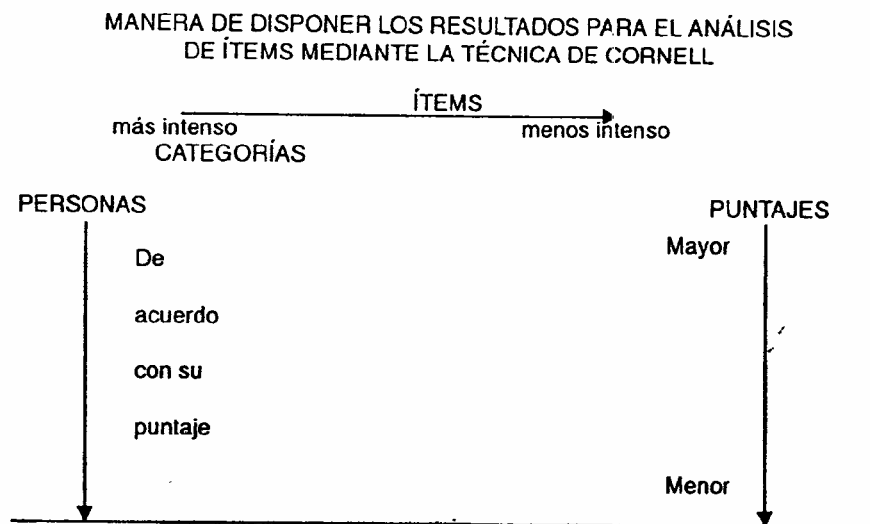 MANERA DE DISPONER LOS RESULTADOS PARA EL ANÁLISIS
DE ÍTEMS MEDIANTE LA TÉCNICA DE CORNELL
ÍTEMS
más intenso menos intenso
CATEGORÍAS
PERSONAS PUNTAJES
De Mayor
acuerdo
con su
puntaje
Menor